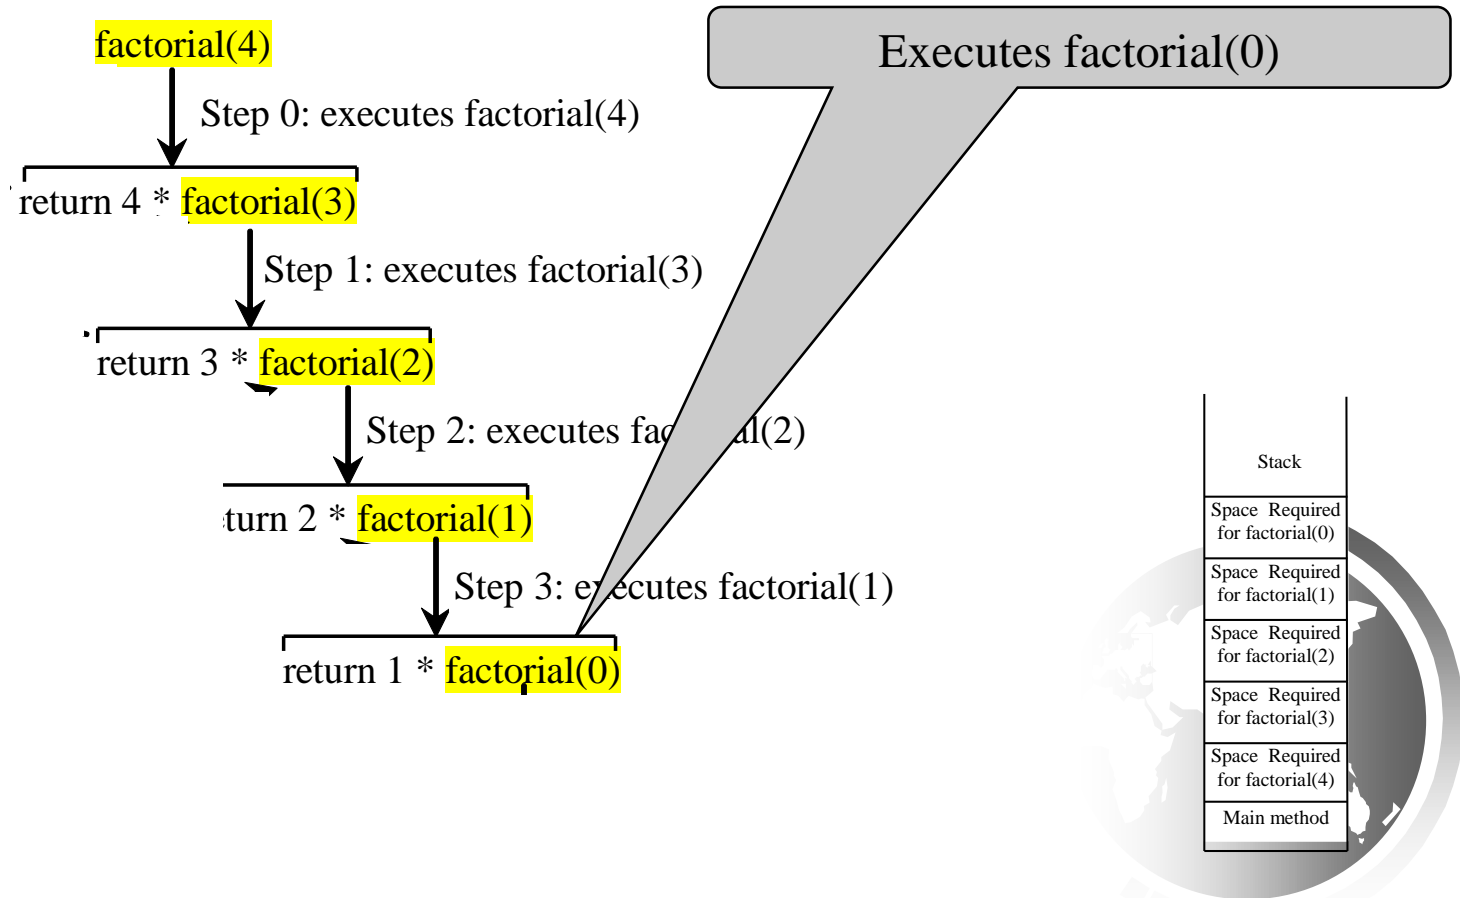 factorial(4)
Executes factorial(0)
Step 0: executes factorial(4)
return 4 * factorial(3)
Step 1: executes factorial(3)
return 3 * factorial(2)
Step 2: executes fac al(2)
turn 2 * factorial(1)
Step 3: executes factorial(1)
return 1 * factorial(0)
Stack
Space Required
for factorial(0)
Space Required
for factorial(1)
Space Required
for factorial(2)
Space Required
for factorial(3)
Space Required
for factorial(4)
Main method